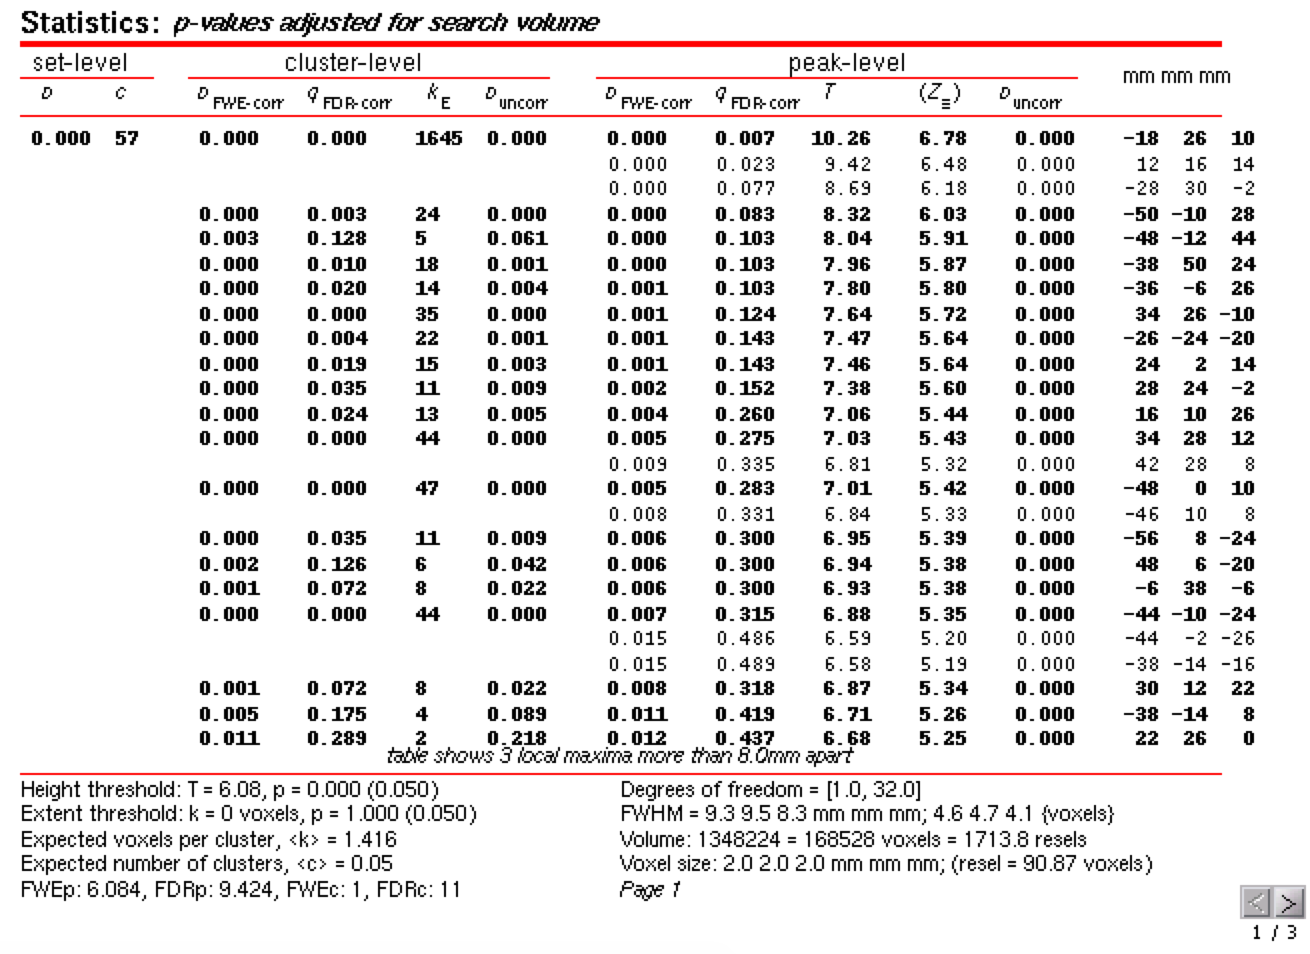 Statistics: p-values adjusted for search volume
set-level cluster-level peak-level mm mm mm
p c p FWE-corr q FDR-corr k E p uncorr p FWE-corr q FDR-corr T (Z≡) p uncorr
0.000 57 0.000 0.000 1645 0.000 0.000 0.007 10.26 6.78 0.000 -18 26 10
0.000 0.023 9.42 6.48 0.000 12 16 14
0.000 0.077 8.69 6.18 0.000 -28 30 -2
0.000 0.003 24 0.000 0.000 0.083 8.32 6.03 0.000 -50 -10 28
0.003 0.128 5 0.061 0.000 0.103 8.04 5.91 0.000 -48 -12 44
0.000 0.010 18 0.001 0.000 0.103 7.96 5.87 0.000 -38 50 24
0.000 0.020 14 0.004 0.001 0.103 7.80 5.80 0.000 -36 -6 26
0.000 0.000 35 0.000 0.001 0.124 7.64 5.72 0.000 34 26 -10
0.000 0.004 22 0.001 0.001 0.143 7.47 5.64 0.000 -26 -24 -20
0.000 0.019 15 0.003 0.001 0.143 7.46 5.64 0.000 24 2 14
0.000 0.035 11 0.009 0.002 0.152 7.38 5.60 0.000 28 24 -2
0.000 0.024 13 0.005 0.004 0.260 7.06 5.44 0.000 16 10 26
0.000 0.000 44 0.000 0.005 0.275 7.03 5.43 0.000 34 28 12
0.009 0.335 6.81 5.32 0.000 42 28 8
0.000 0.000 47 0.000 0.005 0.283 7.01 5.42 0.000 -48 0 10
0.008 0.331 6.84 5.33 0.000 -46 10 8
0.000 0.035 11 0.009 0.006 0.300 6.95 5.39 0.000 -56 8 -24
0.002 0.126 6 0.042 0.006 0.300 6.94 5.38 0.000 48 6 -20
0.001 0.072 8 0.022 0.006 0.300 6.93 5.38 0.000 -6 38 -6
0.000 0.000 44 0.000 0.007 0.315 6.88 5.35 0.000 -44 -10 -24
0.015 0.486 6.59 5.20 0.000 -44 -2 -26
0.015 0.489 6.58 5.19 0.000 -38 -14 -16
0.001 0.072 8 0.022 0.008 0.318 6.87 5.34 0.000 30 12 22
0.005 0.175 4 0.089 0.011 0.419 6.71 5.26 0.000 -38 -14 8
0.011 0.289 2 0.218 0.012 0.437 6.68 5.25 0.000 22 26 0
table shows 3 local maxima more than 8.0mm apart
Height threshold: T = 6.08, p = 0.000 (0.050) Degrees of freedom = [1.0, 32.0]
Extent threshold: k = 0 voxels, p = 1.000 (0.050) FWHM = 9.3 9.5 8.3 mm mm mm; 4.6 4.7 4.1 {voxels}
Expected voxels per cluster, <k> = 1.416 Volume: 1348224 = 168528 voxels = 1713.8 resels
Expected number of clusters, <c> = 0.05 Voxel size: 2.0 2.0 2.0 mm mm mm; (resel = 90.87 voxels)
FWEp: 6.084, FDRp: 9.424, FWEc: 1, FDRc: 11 Page 1
< >
1 / 3